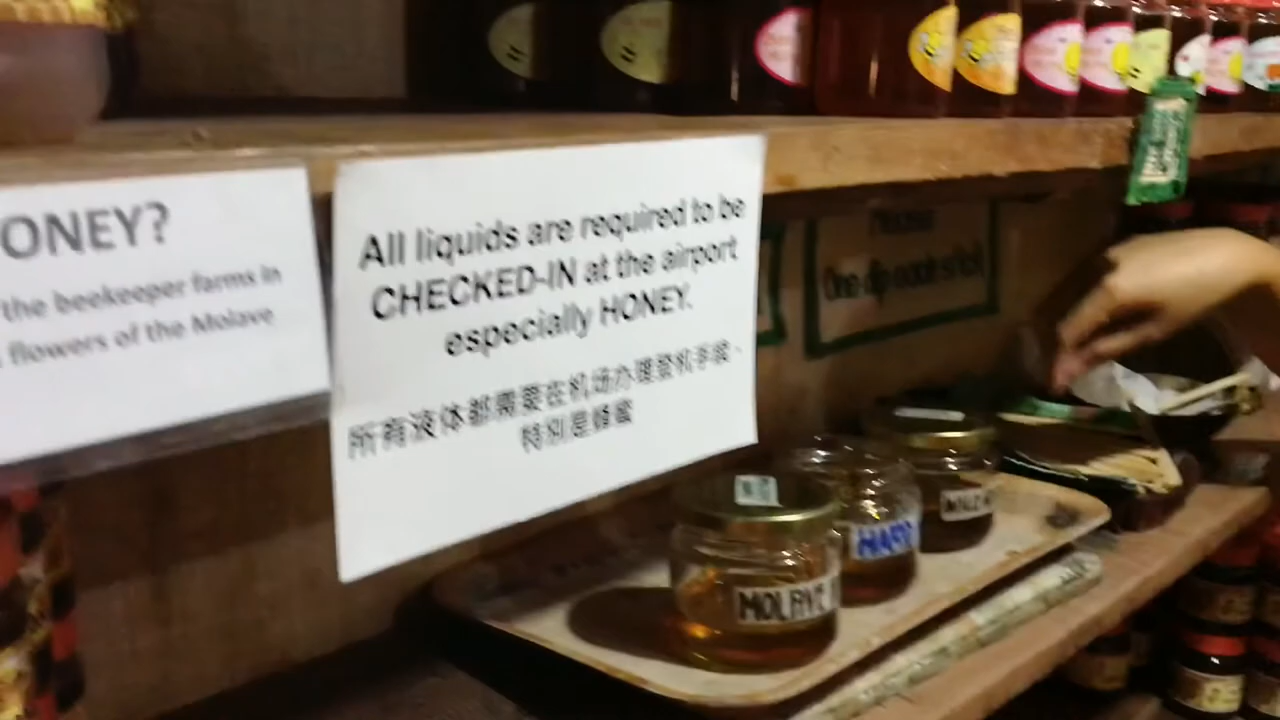 ONEY?
the beekeeper farms in
flowers of the Molave
All liquids are required to be
CHECKED-IN at the airport
especially HONEY.
所有液体都需要在机场办理登机手续、
特别是蜂蜜
One dip
MOLAVE